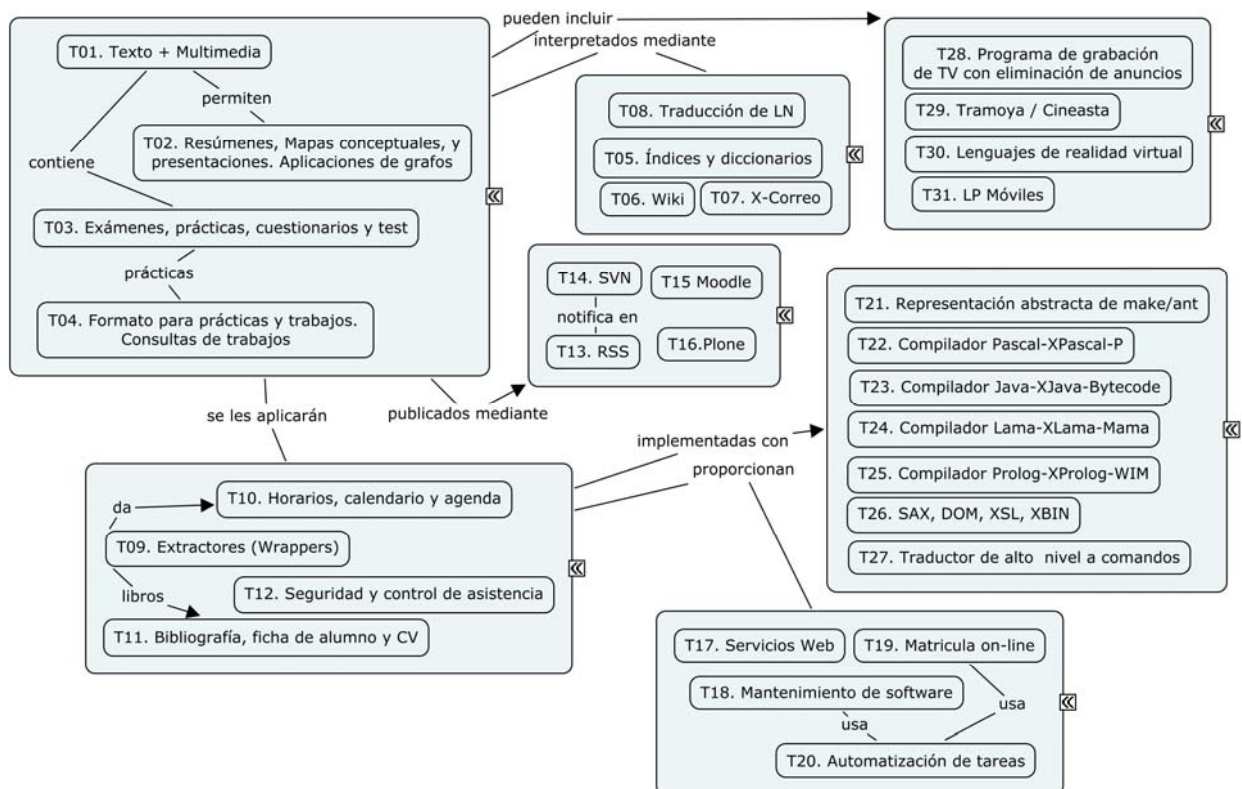 pueden incluir
interpretados mediante
T01. Texto + Multimedia
permiten
T02. Resúmenes, Mapas conceptuales, y
presentaciones. Aplicaciones de grafos
contiene
T03. Exámenes, prácticas, cuestionarios y test
prácticas
T04. Formato para prácticas y trabajos.
Consultas de trabajos
T08. Traducción de LN
T05. Índices y diccionarios
T06. Wiki
T07. X-Correo
T28. Programa de grabación
de TV con eliminación de anuncios
T29. Tramoya / Cineasta
T30. Lenguajes de realidad virtual
T31. LP Móviles
T14. SVN
T15 Moodle
notifica en
T13. RSS
T16.Plone
se les aplicarán
publicados mediante
implementadas con
proporcionan
T21. Representación abstracta de make/ant
T22. Compilador Pascal-XPascal-P
T23. Compilador Java-XJava-Bytecode
T24. Compilador Lama-XLama-Mama
T25. Compilador Prolog-XProlog-WIM
T26. SAX, DOM, XSL, XBIN
T27. Traductor de alto nivel a comandos
T10. Horarios, calendario y agenda
da
T09. Extractores (Wrappers)
libros
T12. Seguridad y control de asistencia
T11. Bibliografía, ficha de alumno y CV
T17. Servicios Web
T19. Matricula on-line
T18. Mantenimiento de software
usa
usa
T20. Automatización de tareas